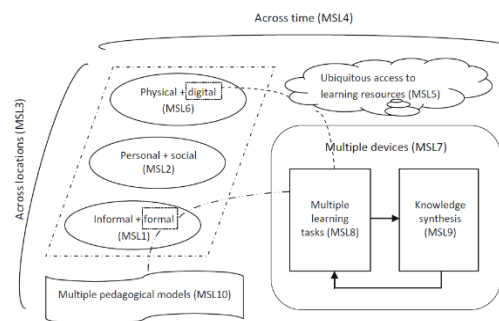 Across time (MSL4)
Across locations (MSL3)
Physical + digital
(MSL6)
Ubiquitous access to
learning resources (MSL5)
Personal + social
(MSL2)
Multiple devices (MSL7)
Informal + formal
(MSL1)
Multiple
learning
tasks (MSL8)
Knowledge
synthesis
(MSL9)
Multiple pedagogical models (MSL10)